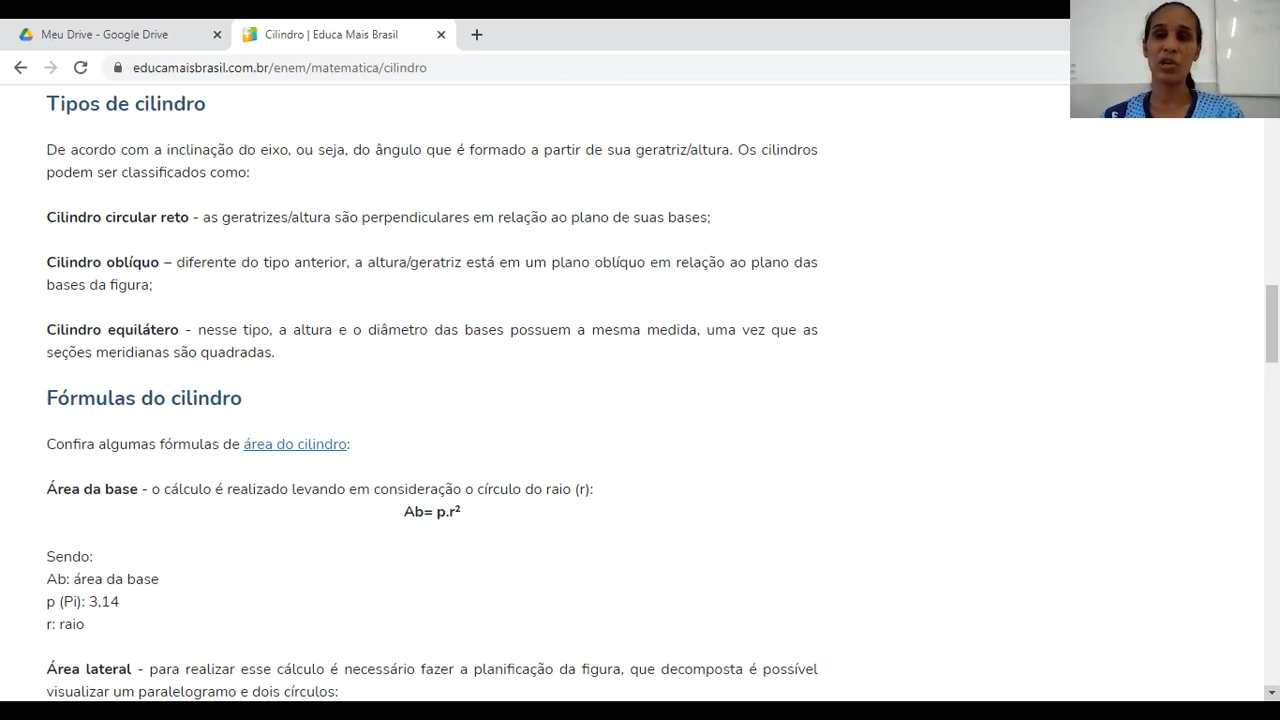 Meu Drive - Google Drive
Cilindro | Educa Mais Brasil
educamaisbrasil.com.br/enem/matematica/cilindro
Tipos de cilindro
De acordo com a inclinação do eixo, ou seja, do ângulo que é formado a partir de sua geratriz/altura. Os cilindros
podem ser classificados como:
Cilindro circular reto - as geratrizes/altura são perpendiculares em relação ao plano de suas bases;
Cilindro oblíquo – diferente do tipo anterior, a altura/geratriz está em um plano oblíquo em relação ao plano das
bases da figura;
Cilindro equilátero - nesse tipo, a altura e o diâmetro das bases possuem a mesma medida, uma vez que as
seções meridianas são quadradas.
Fórmulas do cilindro
Confira algumas fórmulas de área do cilindro:
Área da base - o cálculo é realizado levando em consideração o círculo do raio (r):
Ab= p.r²
Sendo:
Ab: área da base
p (Pi): 3,14
r: raio
Área lateral - para realizar esse cálculo é necessário fazer a planificação da figura, que decomposta é possível
visualizar um paralelogramo e dois círculos: